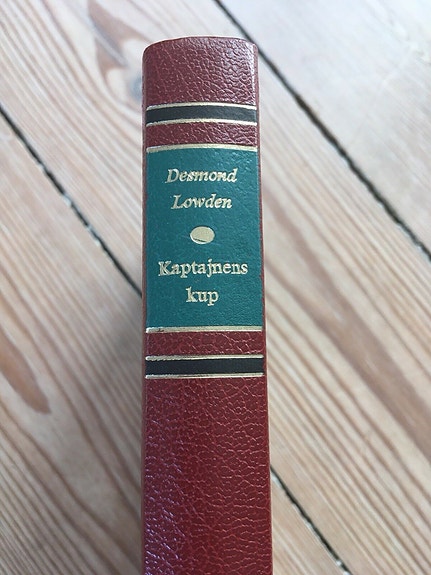 Desmond
Lowden
Kaptajnens
kup